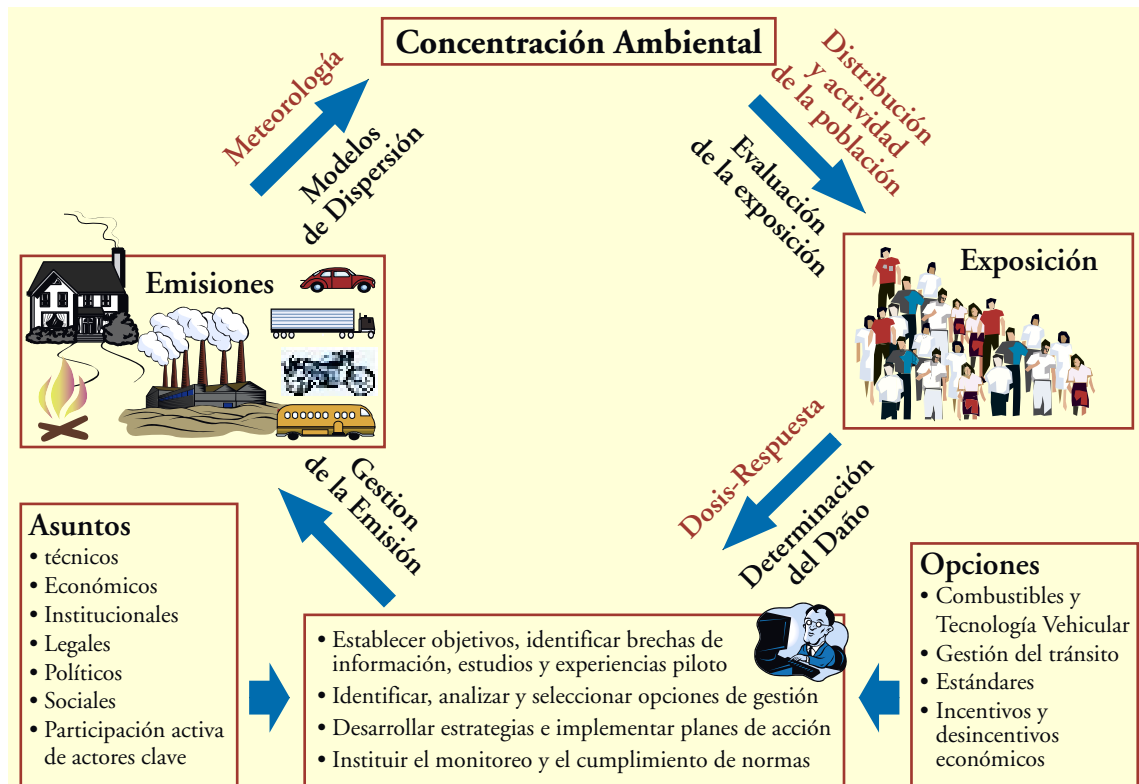 Concentración Ambiental
Meteorología
Modelos
de Dispersión
Distribución
y actividad
de la población
Evaluación
de la exposición
Emisiones
Exposición
Dosis-Respuesta
Determinación
del Daño
Gestion
de la Emisión
Asuntos
• técnicos
• Económicos
• Institucionales
• Legales
• Políticos
• Sociales
• Participación activa
de actores clave
• Establecer objetivos, identificar brechas de
información, estudios y experiencias piloto
• Identificar, analizar y seleccionar opciones de gestión
• Desarrollar estrategias e implementar planes de acción
• Instituir el monitoreo y el cumplimiento de normas
Opciones
• Combustibles y
Tecnología Vehicular
• Gestión del tránsito
• Estándares
• Incentivos y
desincentivos
económicos